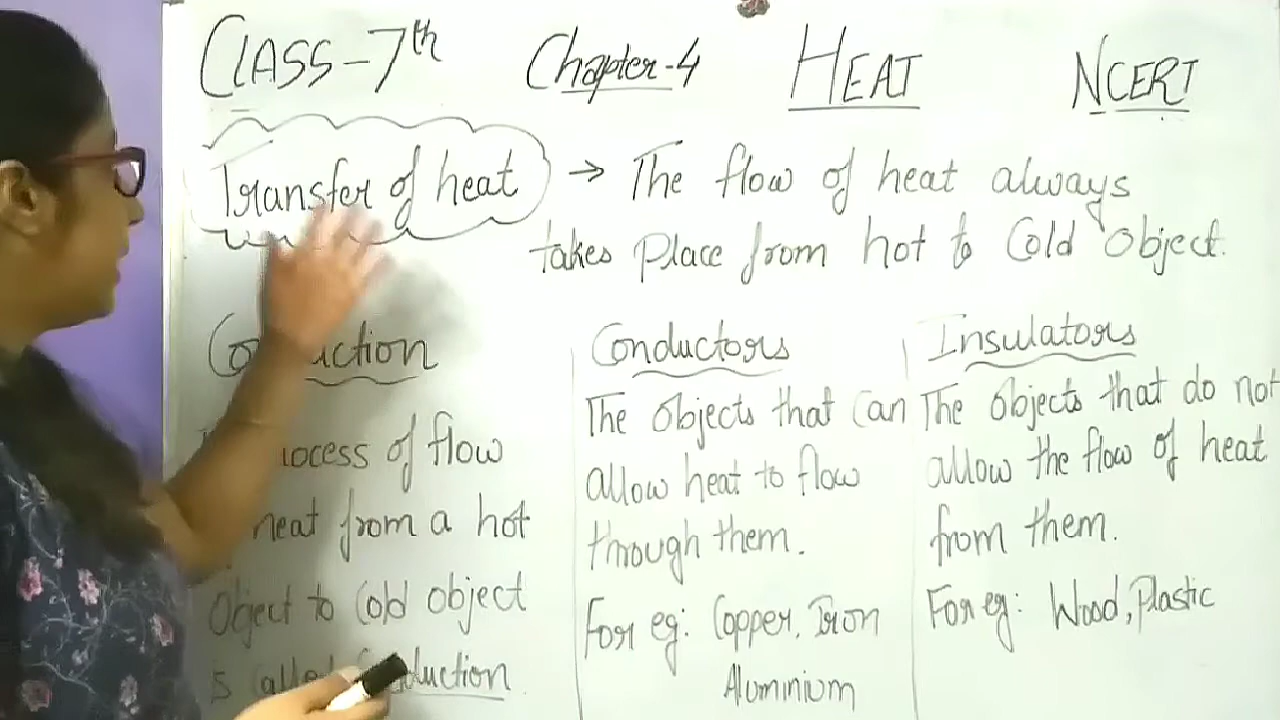 CLASS-7th Chapter-4 HEAT NCERT
Transfer of heat → The flow of heat always
takes Place from hot to Cold Object.
Conductors
The Objects that Can
allow heat to flow
through them.
For eg: Copper, Iron
Aluminium
Insulators
The Objects that do not
allow the flow of heat
from them.
For eg: Wood, Plastic
of flow
heat from a hot
Object to Cold object